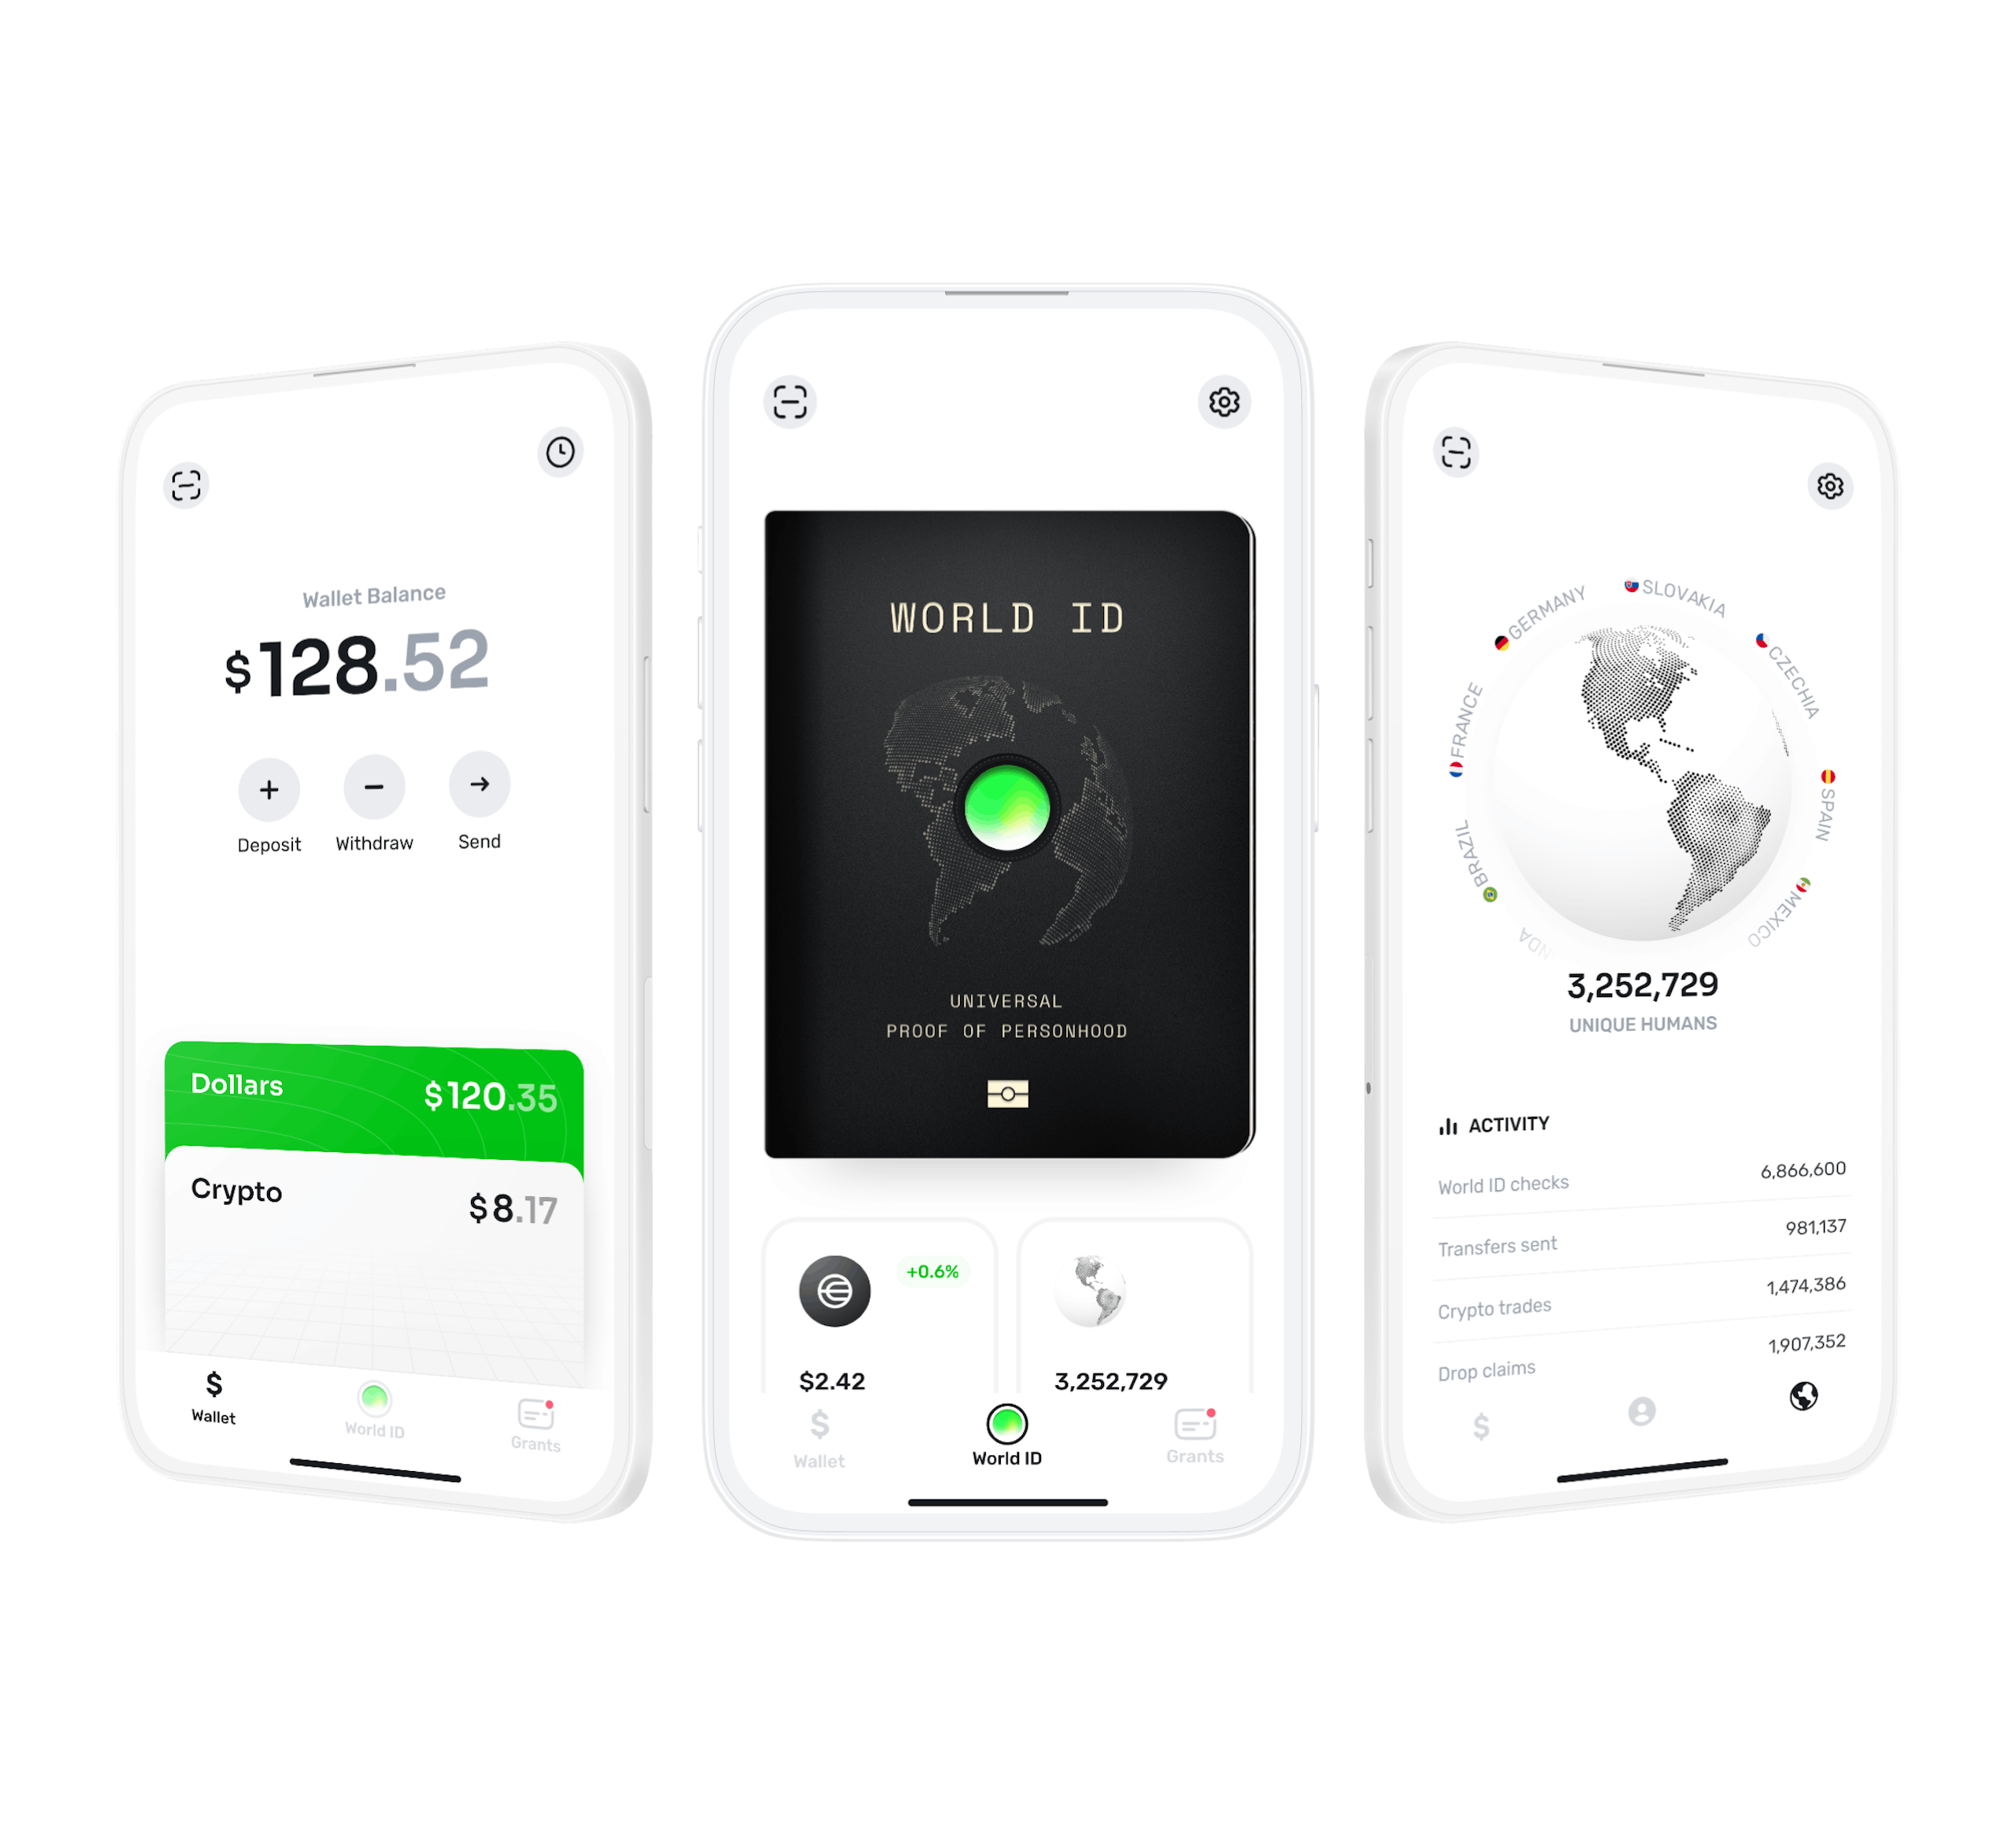 Wallet Balance
$128.52
Deposit
Withdraw
Send
Dollars
$120.35
Crypto
$8.17
Wallet
World ID
Grants
WORLD ID
UNIVERSAL
PROOF OF PERSONHOOD
+0.6%
$2.42
3,252,729
Wallet
World ID
Grants
BRAZIL
FRANCE
GERMANY
SLOVAKIA
CZECHIA
SPAIN
MEXICO
3,252,729
UNIQUE HUMANS
ACTIVITY
World ID checks
6,866,600
Transfers sent
981,137
Crypto trades
1,474,386
Drop claims
1,907,352